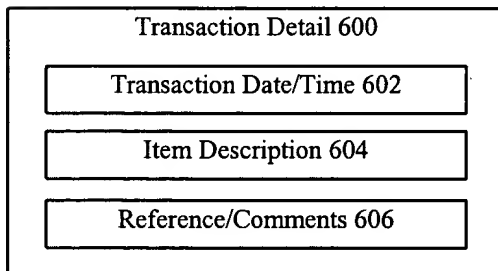 Transaction Detail 600
Transaction Date/Time 602
Item Description 604
Reference/Comments 606